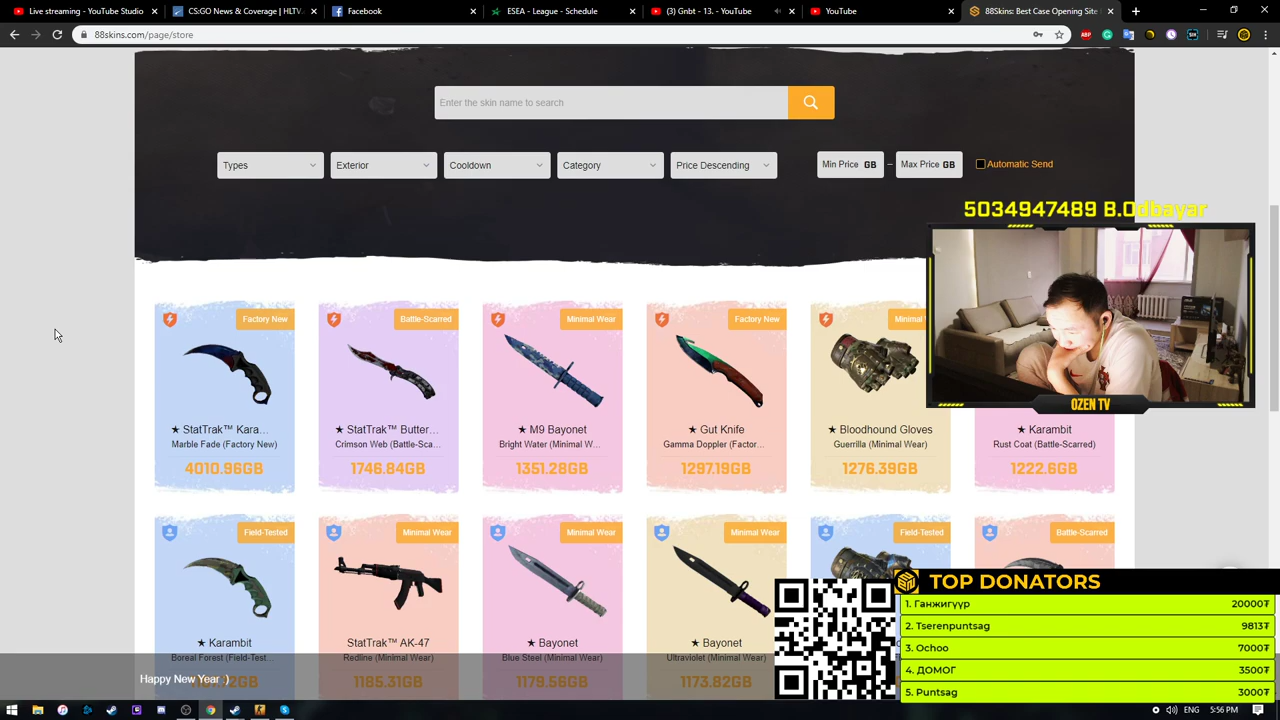 Live streaming - YouTube Studio
CS:GO News & Coverage | HLTV.
Facebook
ESEA - League - Schedule
(3) Gnbt - 13. - YouTube
YouTube
88Skins: Best Case Opening Site
88skins.com/page/store
ABP
Enter the skin name to search
Types
Exterior
Cooldown
Category
Price Descending
Min Price GB – Max Price GB
Automatic Send
5034947489 B.Odbayar
OZEN TV
Factory New
★ StatTrak™ Kara...
Marble Fade (Factory New)
4010.96GB
Battle-Scarred
★ StatTrak™ Butter...
Crimson Web (Battle-Sca...
1746.84GB
Minimal Wear
★ M9 Bayonet
Bright Water (Minimal W...
1351.28GB
Factory New
★ Gut Knife
Gamma Doppler (Factor...
1297.19GB
Minimal
★ Bloodhound Gloves
Guerrilla (Minimal Wear)
1276.39GB
★ Karambit
Rust Coat (Battle-Scarred)
1222.6GB
Field-Tested
★ Karambit
Boreal Forest (Field-Test...
Minimal Wear
StatTrak™ AK-47
Redline (Minimal Wear)
1185.31GB
Minimal Wear
★ Bayonet
Blue Steel (Minimal Wear)
1179.56GB
Minimal Wear
★ Bayonet
Ultraviolet (Minimal Wear)
1173.82GB
Field-Tested
Battle-Scarred
Happy New Year :)
TOP DONATORS
1. Ганжигүүр 20000₮
2. Tserenpuntsag 9813₮
3. Ochoo 7000₮
4. ДОМОГ 3500₮
5. Puntsag 3000₮
ENG 5:56 PM